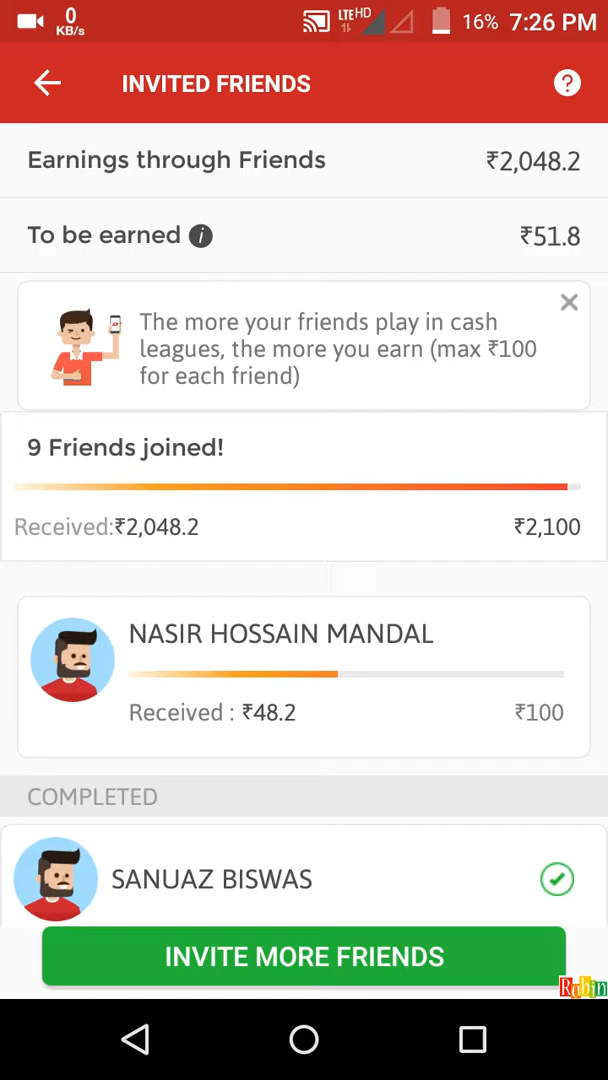 0
KB/s
LTE HD
16% 7:26 PM
INVITED FRIENDS
?
Earnings through Friends ₹2,048.2
To be earned i ₹51.8
The more your friends play in cash
leagues, the more you earn (max ₹100
for each friend)
9 Friends joined!
Received:₹2,048.2 ₹2,100
NASIR HOSSAIN MANDAL
Received : ₹48.2 ₹100
COMPLETED
SANUAZ BISWAS
INVITE MORE FRIENDS
Robin